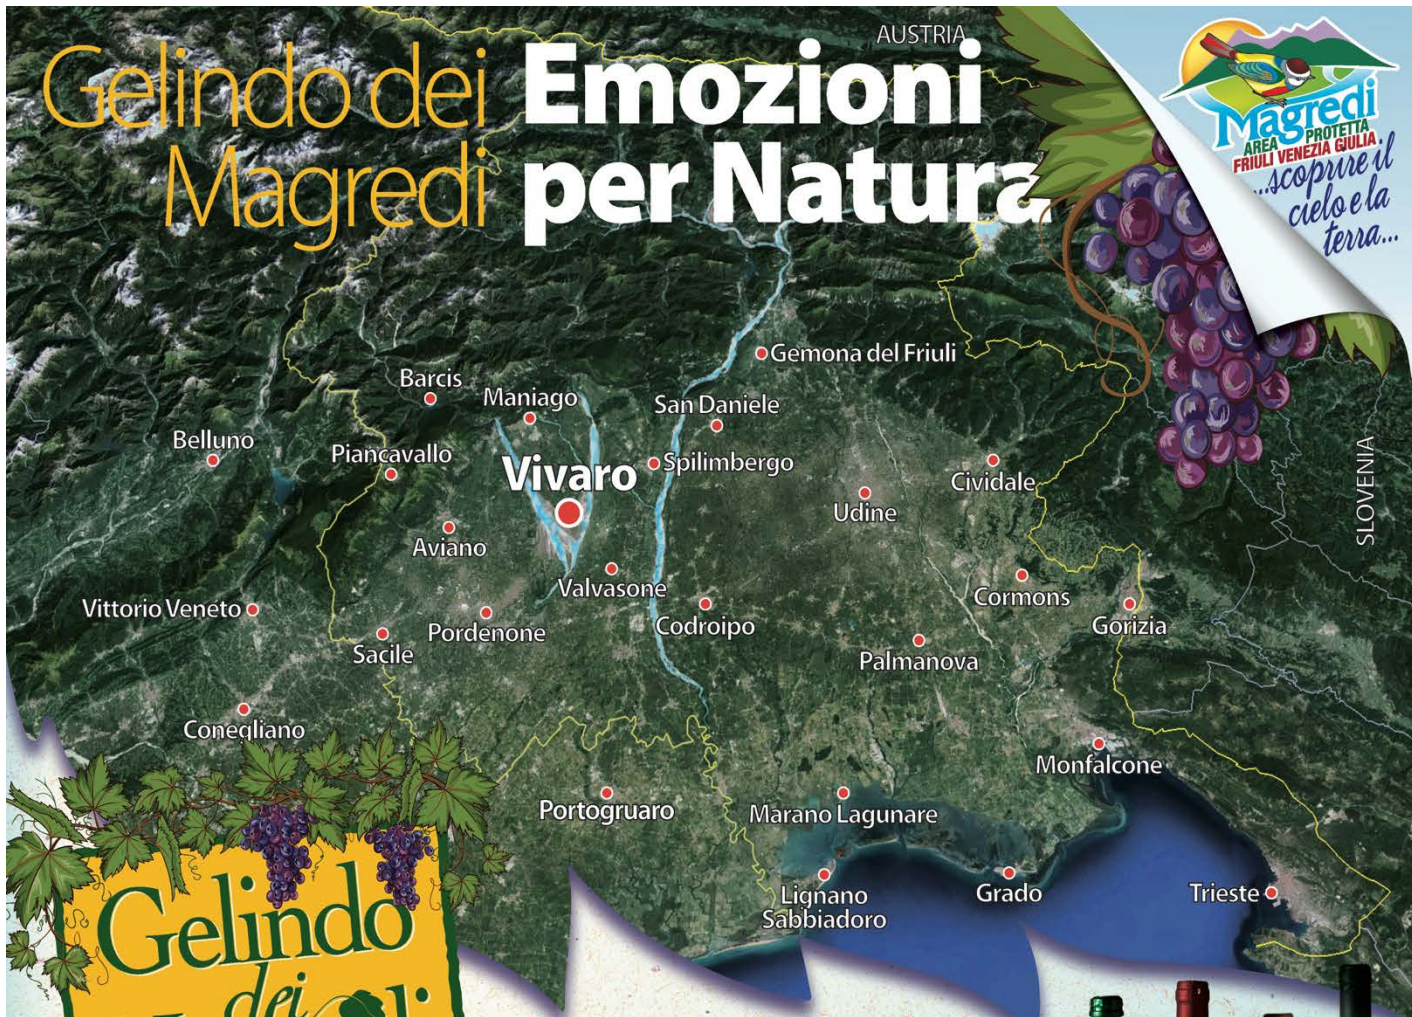 Gelindo dei
Magredi
Emozioni
per Natura
AUSTRIA
Magredi
AREA PROTETTA
FRIULI VENEZIA GIULIA
...scoprire il
cielo e la
terra...
Gemona del Friuli
Barcis
Maniago
San Daniele
Belluno
Piancavallo
Vivaro
Spilimbergo
Cividale
SLOVENIA
Udine
Aviano
Valvasone
Cormons
Vittorio Veneto
Pordenone
Codroipo
Gorizia
Sacile
Palmanova
Conegliano
Monfalcone
Portogruaro
Marano Lagunare
Lignano
Sabbiadoro
Grado
Trieste
Gelindo
dei